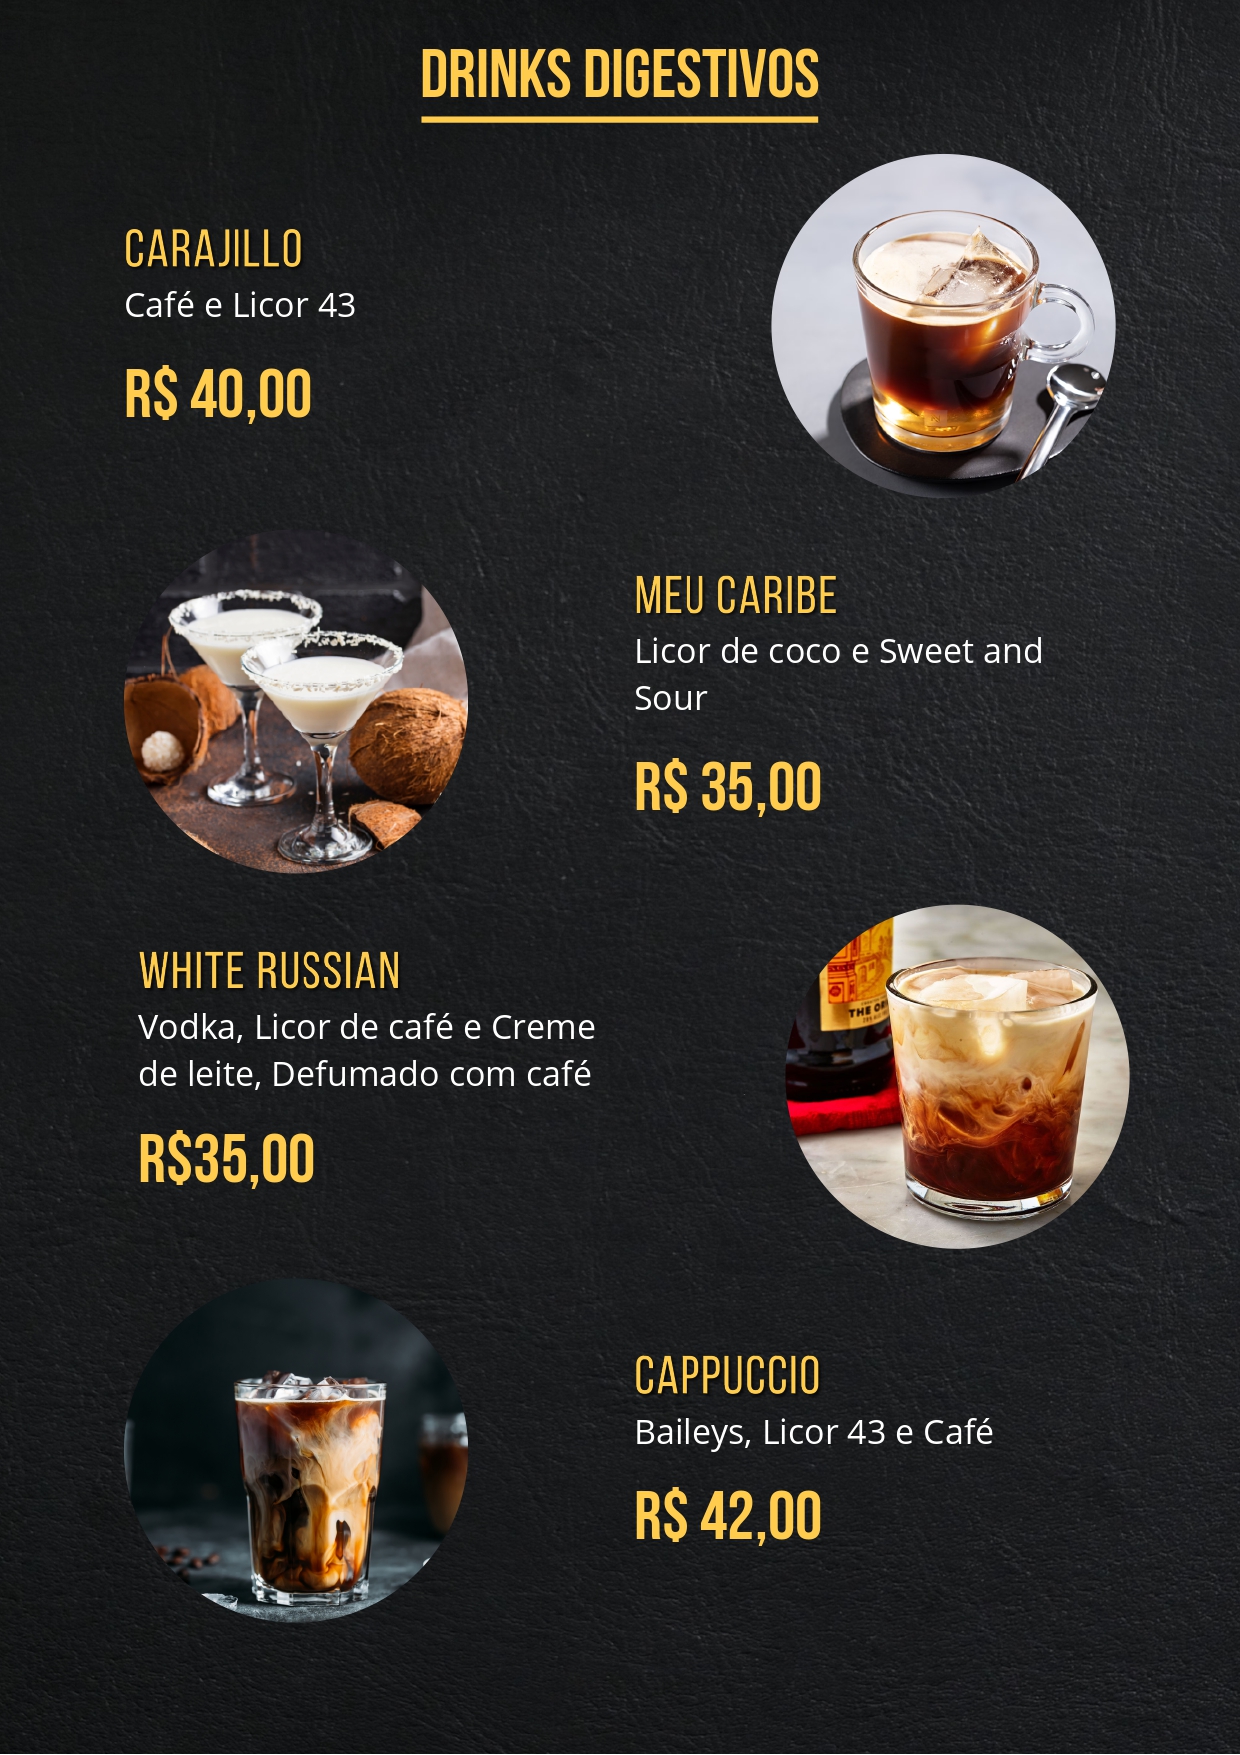 DRINKS DIGESTIVOS
CARAJILLO
Café e Licor 43
R$ 40,00
MEU CARIBE
Licor de coco e Sweet and
Sour
R$ 35,00
WHITE RUSSIAN
Vodka, Licor de café e Creme
de leite, Defumado com café
R$35,00
THE OR
CAPPUCCIO
Baileys, Licor 43 e Café
R$ 42,00